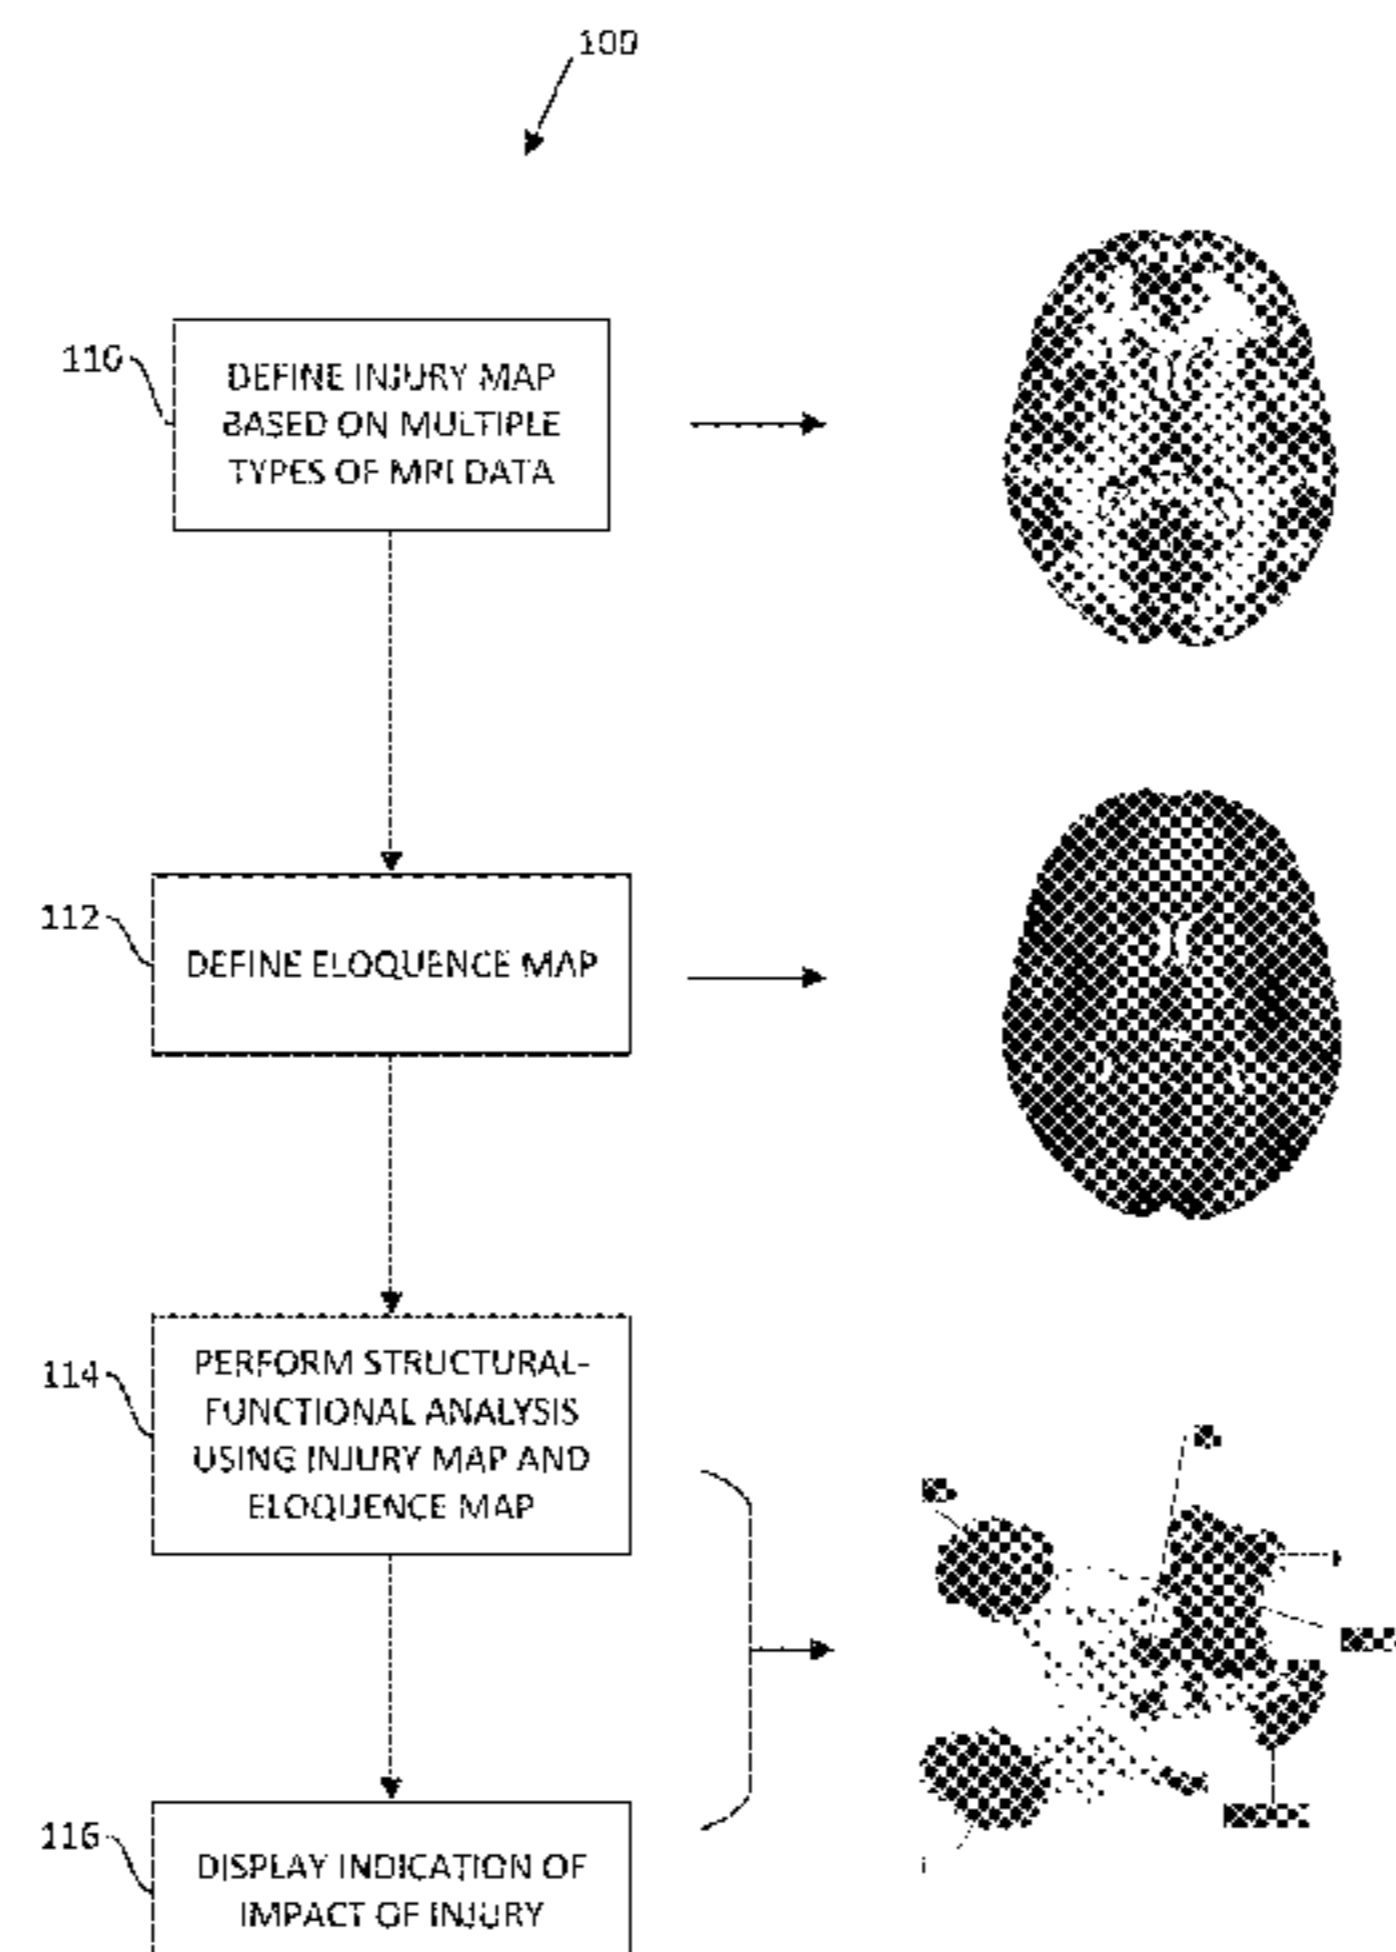 100
110
DEFINE INJURY MAP
BASED ON MULTIPLE
TYPES OF MRI DATA
112
DEFINE ELOQUENCE MAP
114
PERFORM STRUCTURAL-
FUNCTIONAL ANALYSIS
USING INJURY MAP AND
ELOQUENCE MAP
116
DISPLAY INDICATION OF
IMPACT OF INJURY